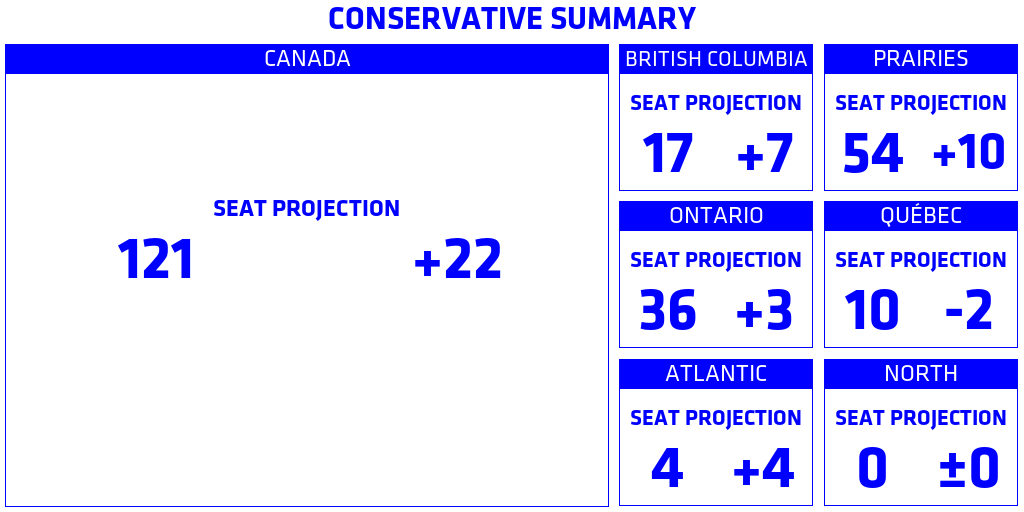 CONSERVATIVE SUMMARY
CANADA
SEAT PROJECTION
121 +22
BRITISH COLUMBIA
SEAT PROJECTION
17 +7
PRAIRIES
SEAT PROJECTION
54 +10
ONTARIO
SEAT PROJECTION
36 +3
QUÉBEC
SEAT PROJECTION
10 -2
ATLANTIC
SEAT PROJECTION
4 +4
NORTH
SEAT PROJECTION
0 ±0